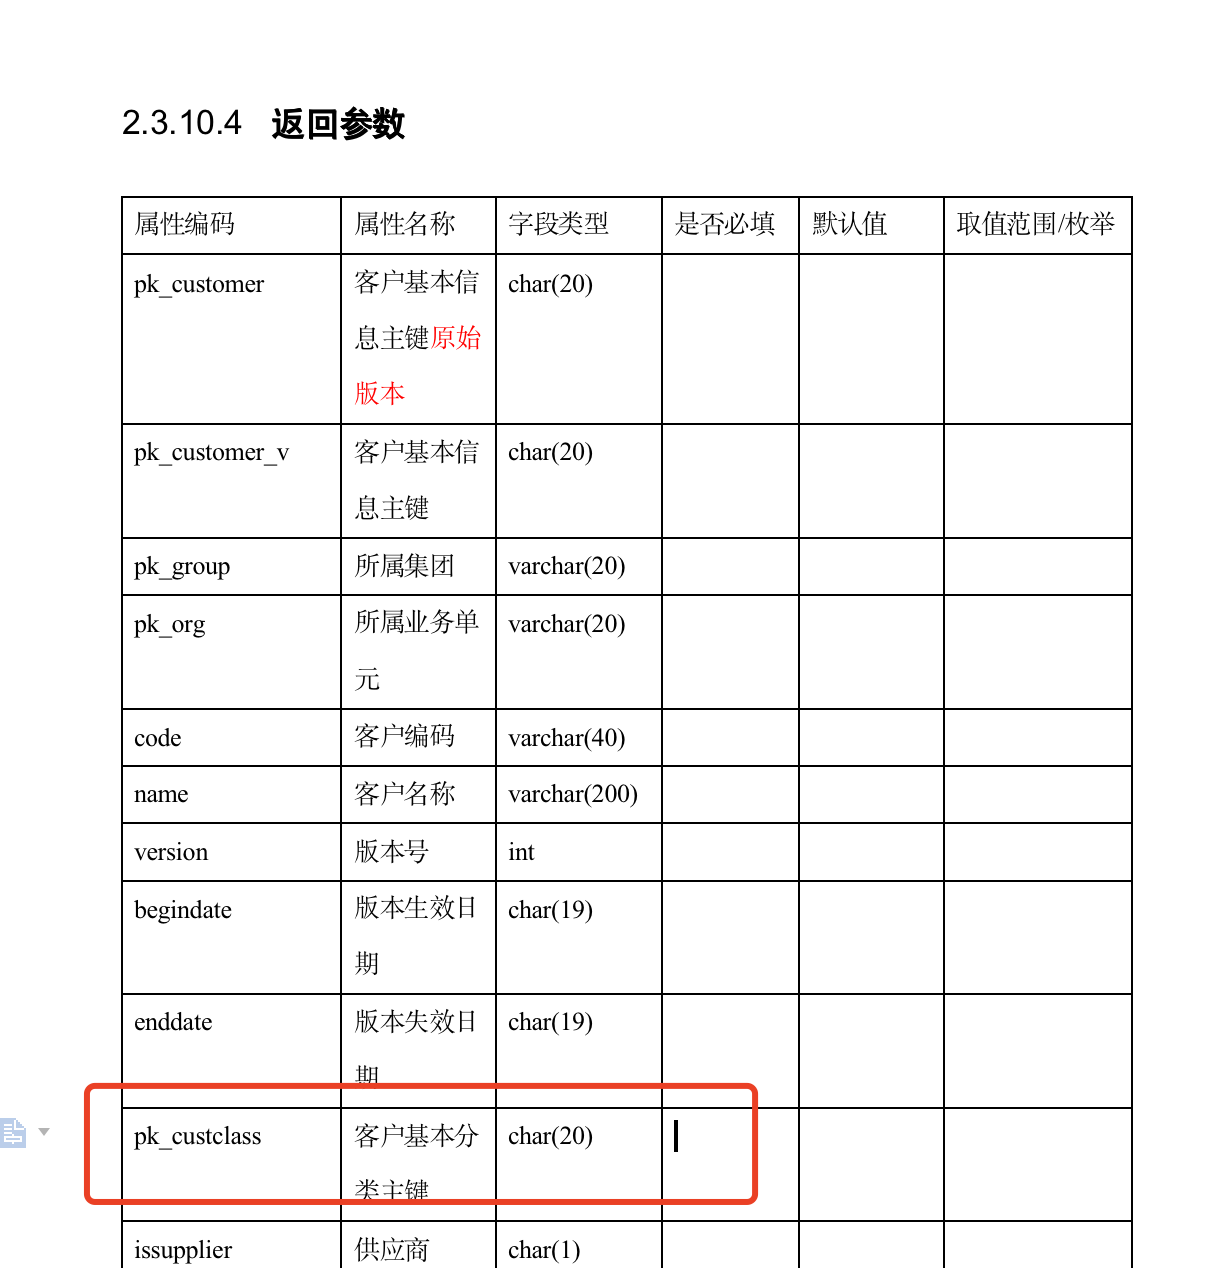 2.3.10.4 返回参数
属性编码 属性名称 字段类型 是否必填 默认值 取值范围/枚举
pk_customer 客户基本信 char(20)
息主键原始
版本
pk_customer_v 客户基本信 char(20)
息主键
pk_group 所属集团 varchar(20)
pk_org 所属业务单 varchar(20)
元
code 客户编码 varchar(40)
name 客户名称 varchar(200)
version 版本号 int
begindate 版本生效日 char(19)
期
enddate 版本失效日 char(19)
期
pk_custclass 客户基本分 char(20)
类主键
issupplier 供应商 char(1)